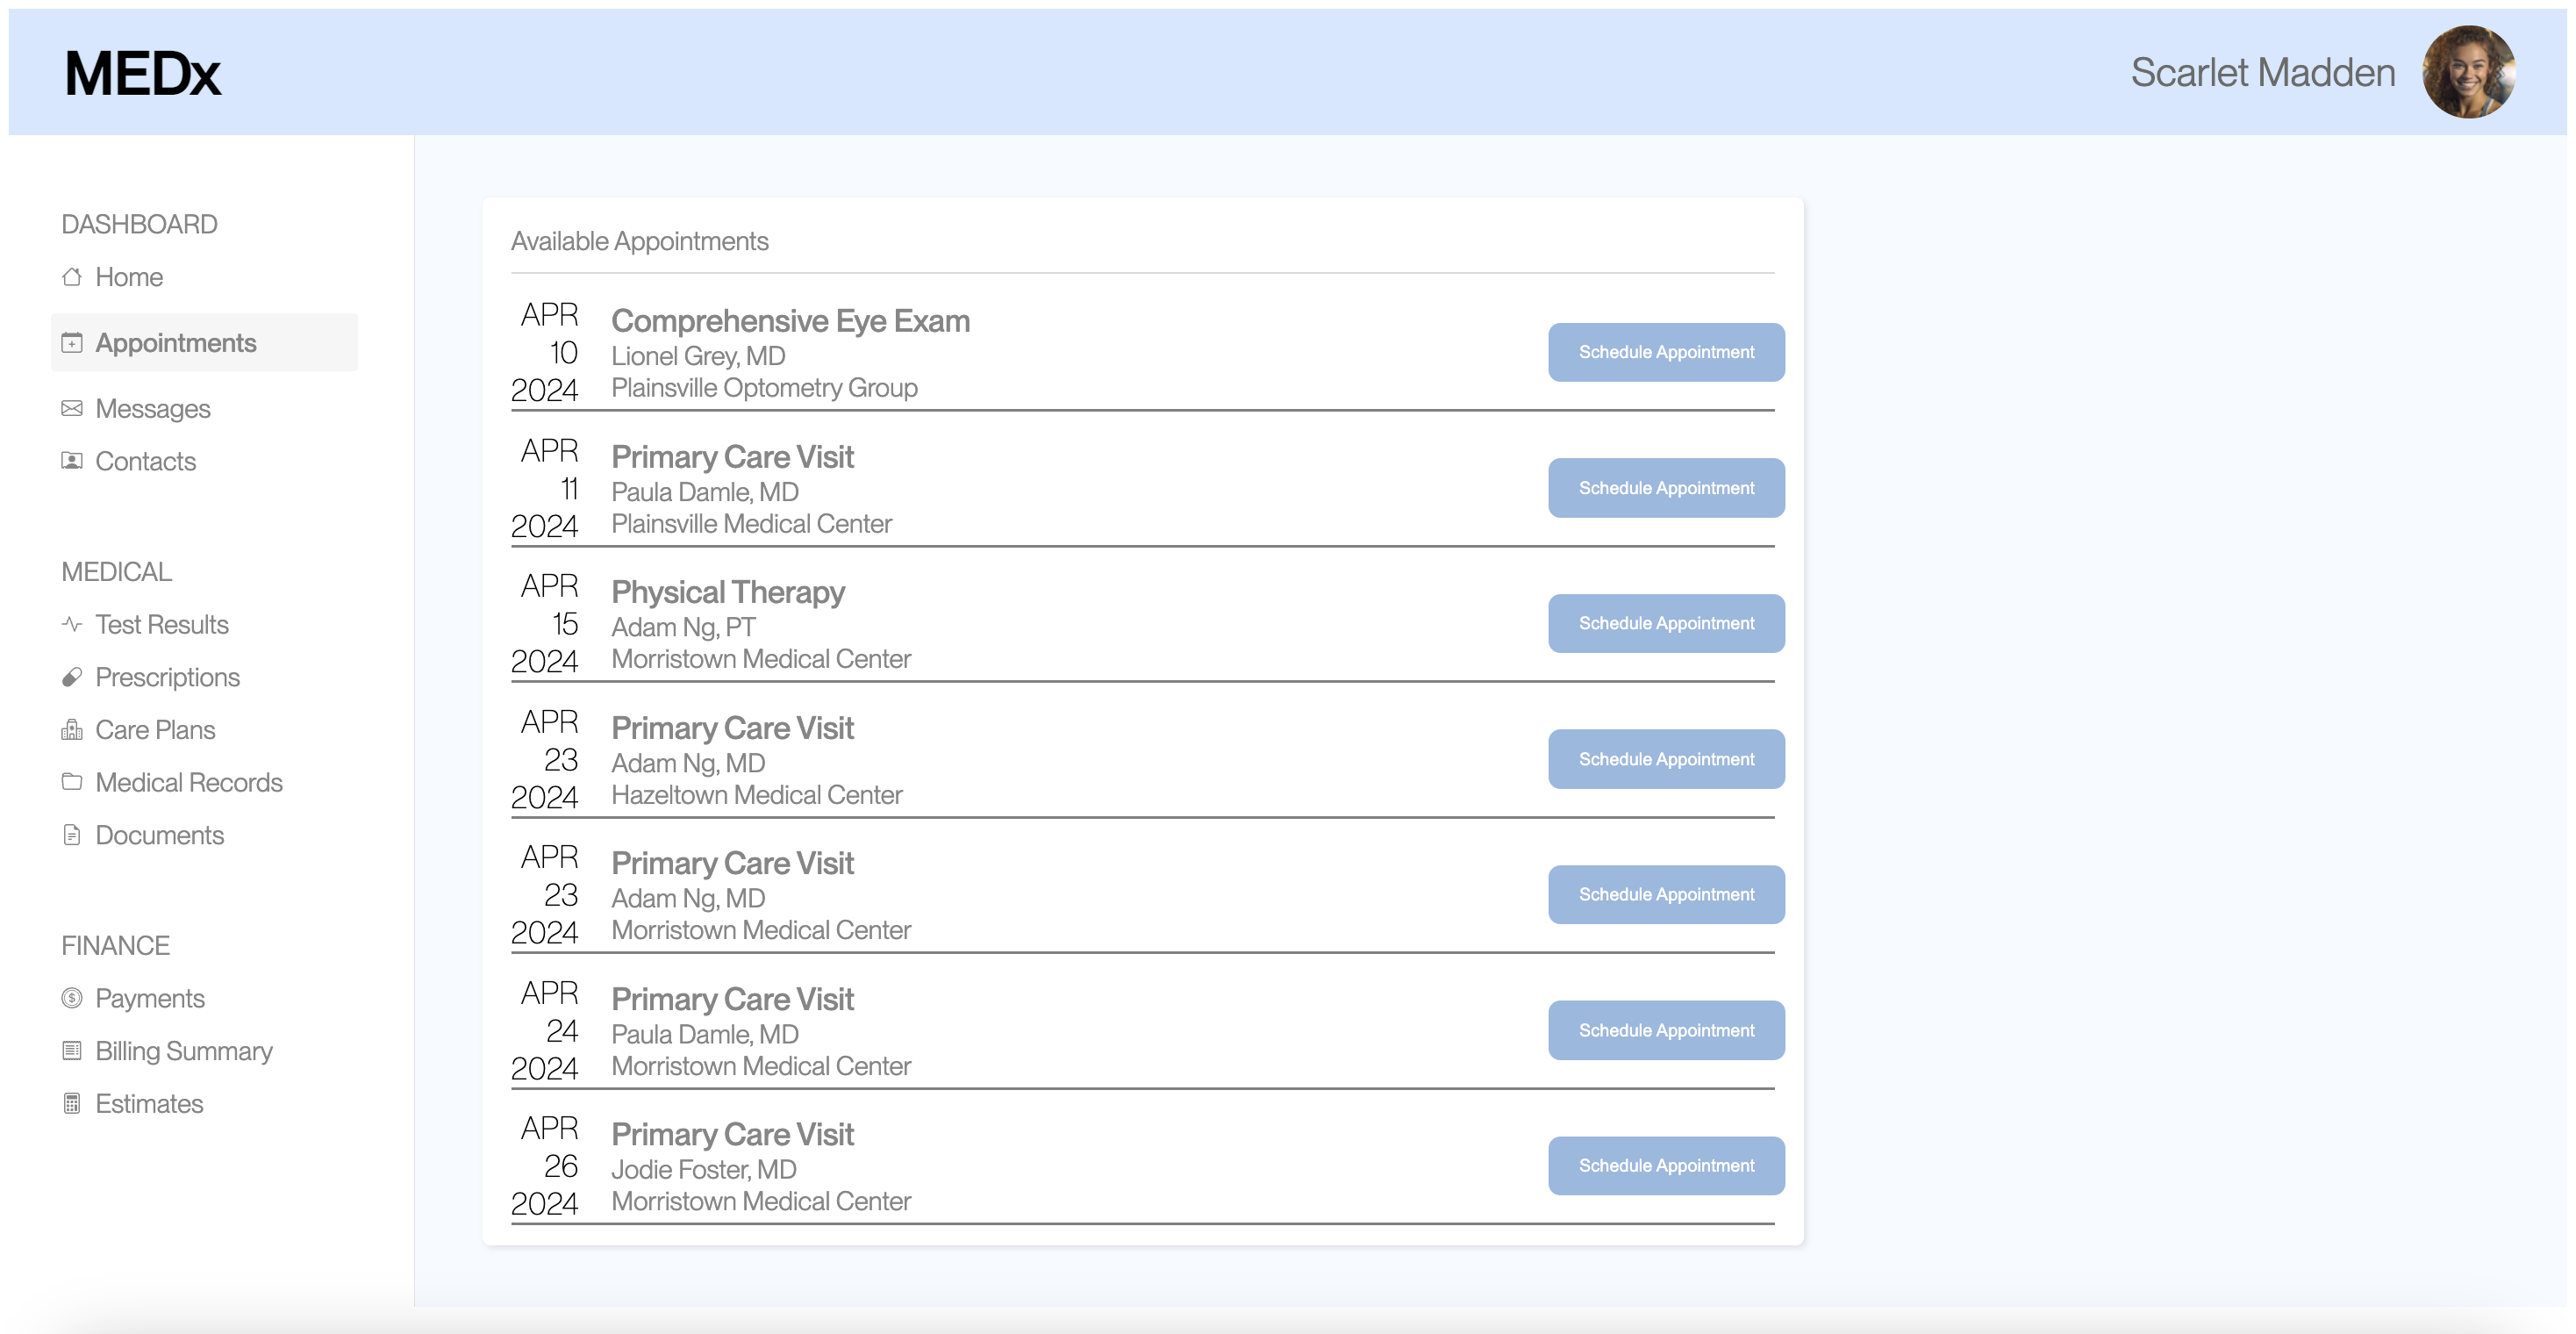 MEDx
Scarlet Madden
DASHBOARD
Home
Appointments
Messages
Contacts
MEDICAL
Test Results
Prescriptions
Care Plans
Medical Records
Documents
FINANCE
Payments
Billing Summary
Estimates
Available Appointments
APR
10
2024
Comprehensive Eye Exam
Lionel Grey, MD
Plainsville Optometry Group
Schedule Appointment
APR
11
2024
Primary Care Visit
Paula Damle, MD
Plainsville Medical Center
Schedule Appointment
APR
15
2024
Physical Therapy
Adam Ng, PT
Morristown Medical Center
Schedule Appointment
APR
23
2024
Primary Care Visit
Adam Ng, MD
Hazeltown Medical Center
Schedule Appointment
APR
23
2024
Primary Care Visit
Adam Ng, MD
Morristown Medical Center
Schedule Appointment
APR
24
2024
Primary Care Visit
Paula Damle, MD
Morristown Medical Center
Schedule Appointment
APR
26
2024
Primary Care Visit
Jodie Foster, MD
Morristown Medical Center
Schedule Appointment